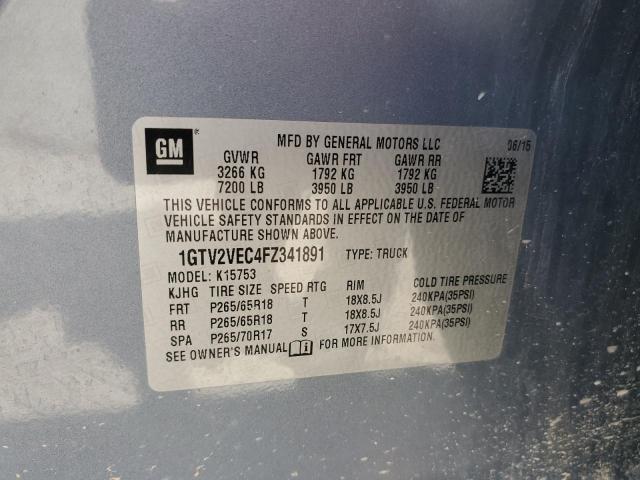 GM
MFD BY GENERAL MOTORS LLC 06/15
GVWR GAWR FRT GAWR RR
3266 KG 1792 KG 1792 KG
7200 LB 3950 LB 3950 LB
THIS VEHICLE CONFORMS TO ALL APPLICABLE U.S. FEDERAL MOTOR
VEHICLE SAFETY STANDARDS IN EFFECT ON THE DATE OF
MANUFACTURE SHOWN ABOVE.
1GTV2VEC4FZ341891 TYPE: TRUCK
MODEL: K15753
KJHG TIRE SIZE SPEED RTG RIM COLD TIRE PRESSURE
FRT P265/65R18 T 18X8.5J 240KPA(35PSI)
RR P265/65R18 T 18X8.5J 240KPA(35PSI)
SPA P265/70R17 S 17X7.5J 240KPA(35PSI)
SEE OWNER'S MANUAL FOR MORE INFORMATION.